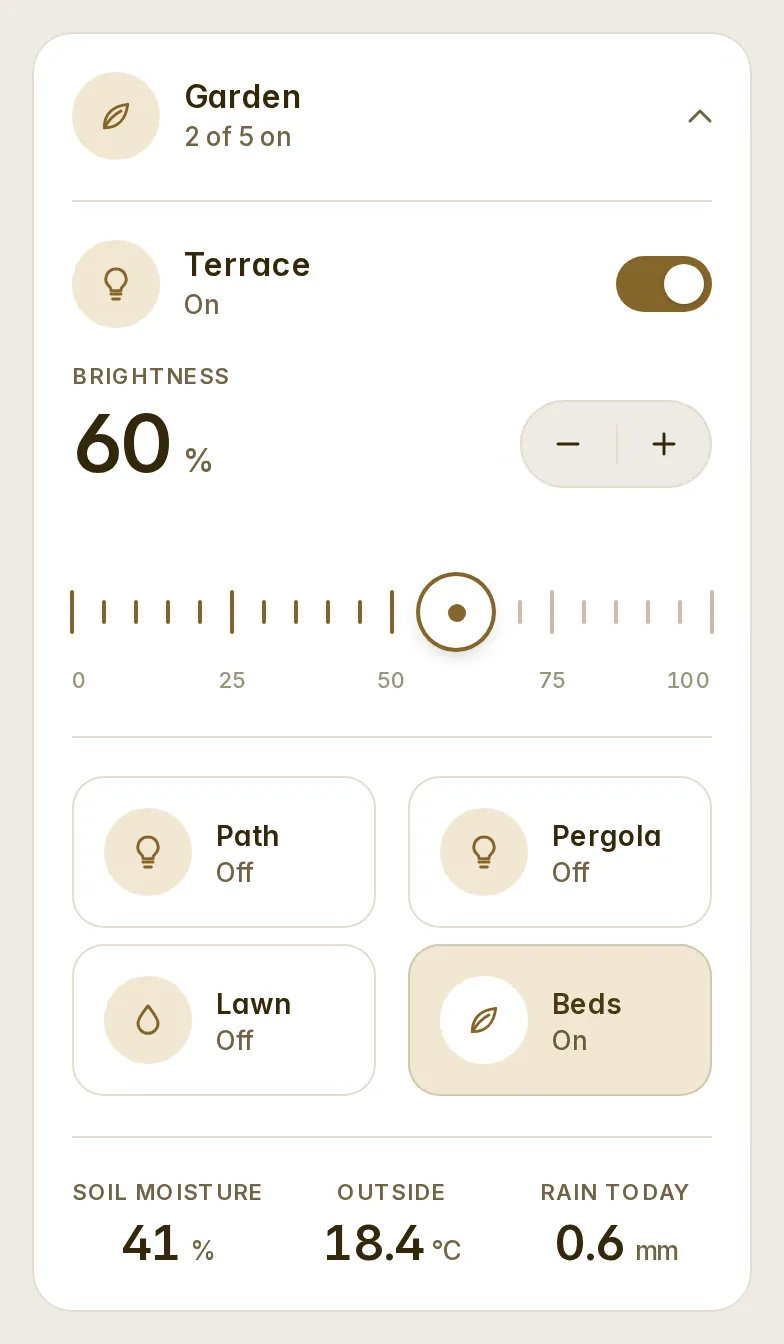 Garden
2 of 5 on
Terrace
On
BRIGHTNESS
60 %
0 25 50 75 100
Path
Off
Pergola
Off
Lawn
Off
Beds
On
SOIL MOISTURE
41 %
OUTSIDE
18.4 °C
RAIN TODAY
0.6 mm